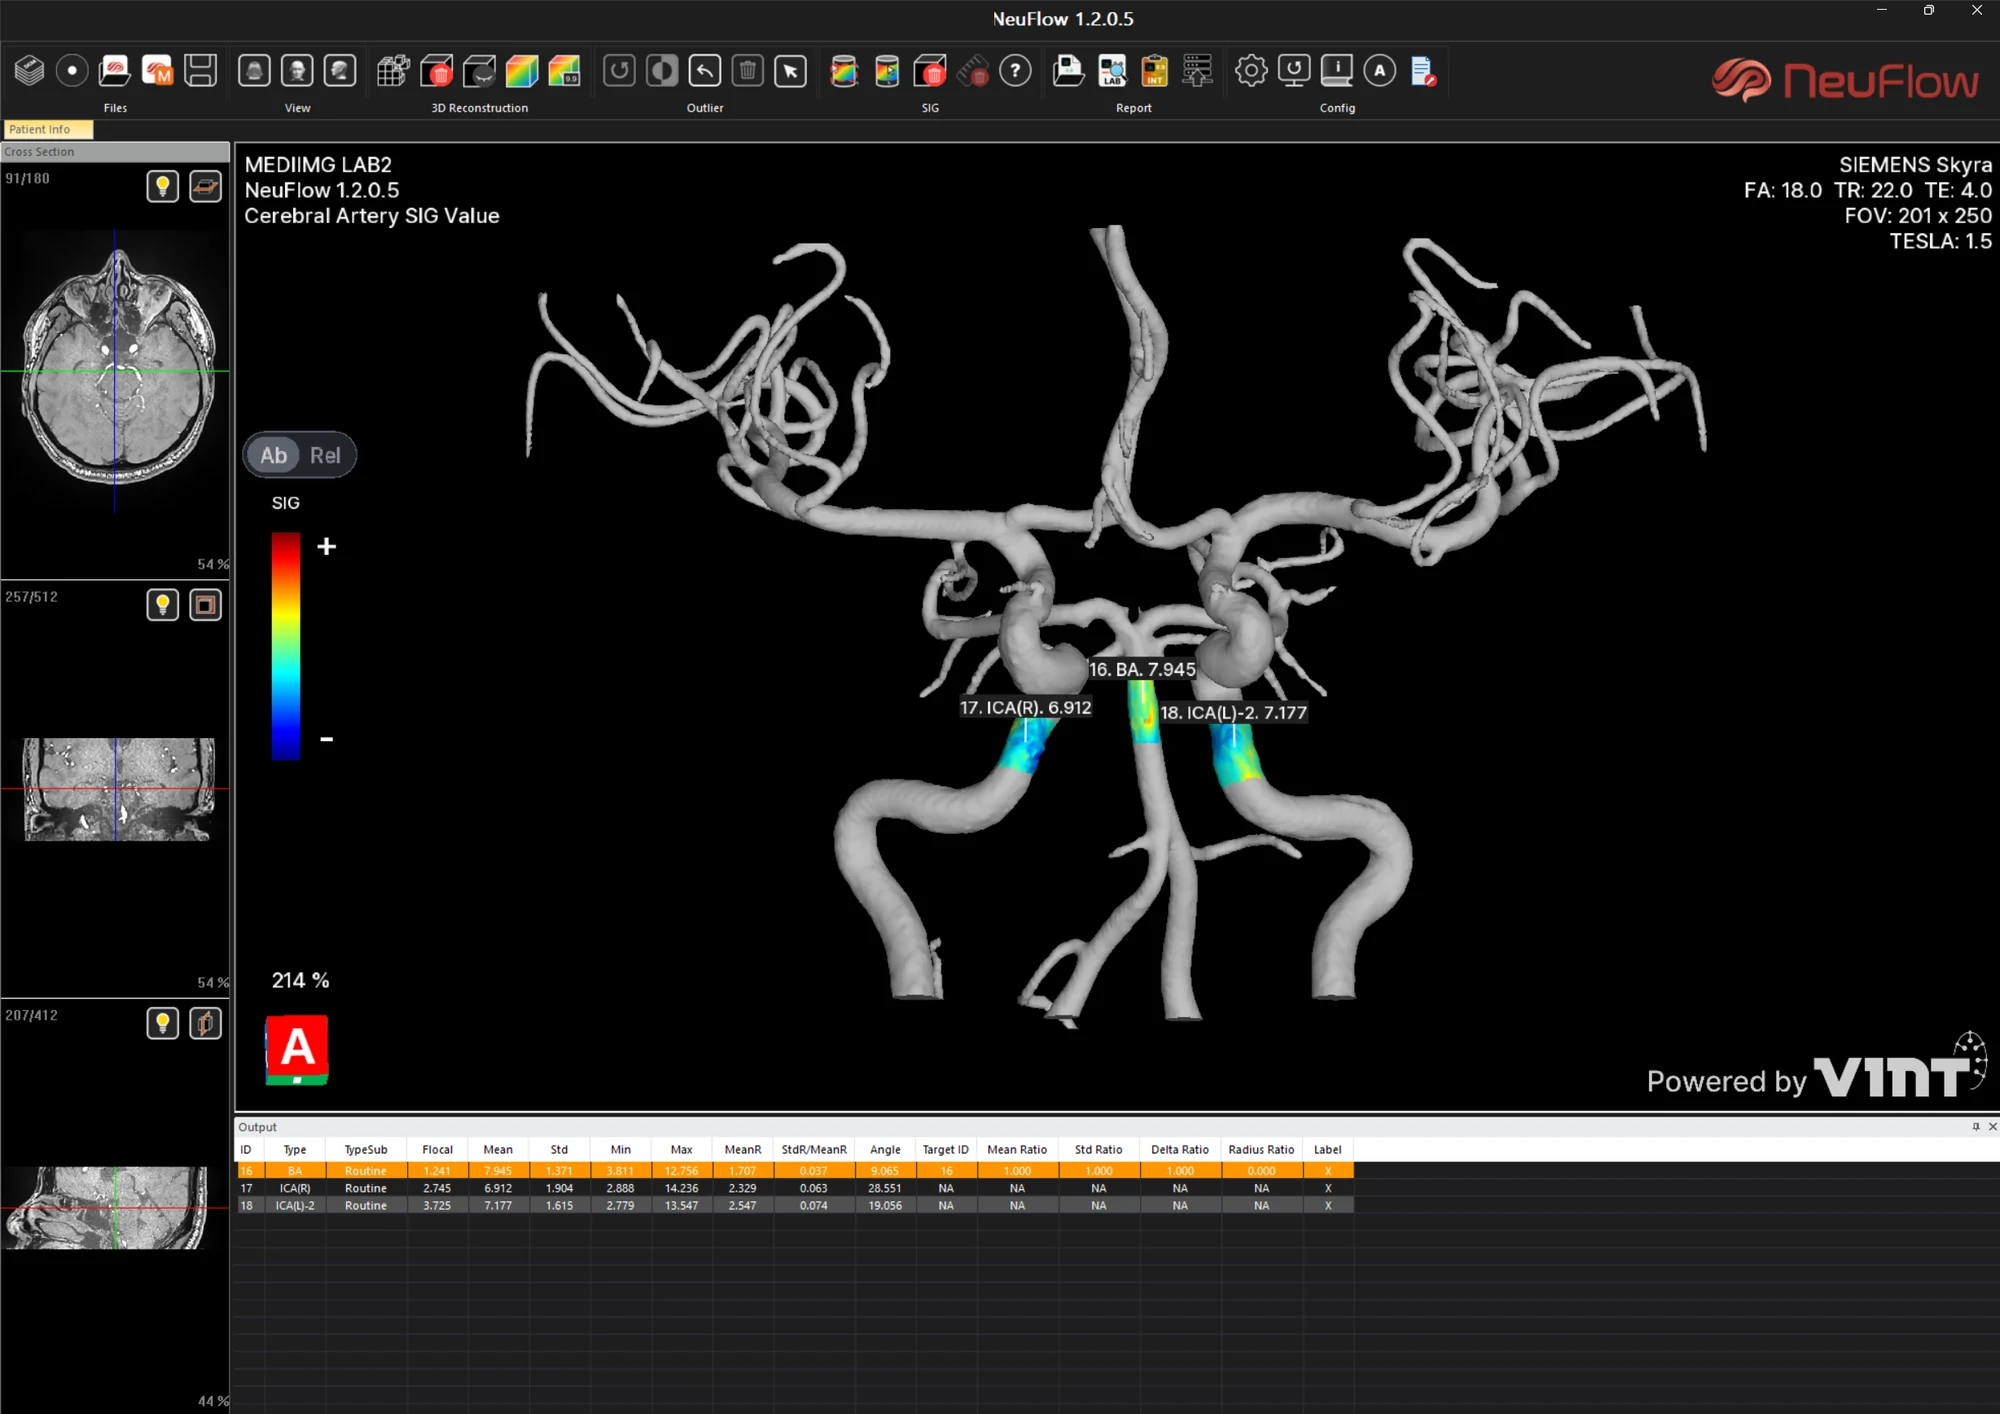 NeuFlow 1.2.0.5
LAB
INT
9.9
M
?
i
A
Files
View
3D Reconstruction
Outlier
SIG
Report
Config
NeuFlow
Patient Info
Cross Section
91/180
54 %
257/512
54 %
207/412
44 %
MEDIIMG LAB2
NeuFlow 1.2.0.5
Cerebral Artery SIG Value
SIEMENS Skyra
FA: 18.0 TR: 22.0 TE: 4.0
FOV: 201 x 250
TESLA: 1.5
Ab Rel
SIG
+
-
16. BA. 7.945
17. ICA(R). 6.912
18. ICA(L)-2. 7.177
214 %
A
Powered by VINT
Output
ID Type TypeSub Flocal Mean Std Min Max MeanR StdR/MeanR Angle Target ID Mean Ratio Std Ratio Delta Ratio Radius Ratio Label
16 BA Routine 1.241 7.945 1.371 3.811 12.756 1.707 0.037 9.065 16 1.000 1.000 1.000 0.000 X
17 ICA(R) Routine 2.745 6.912 1.904 2.888 14.236 2.329 0.063 28.551 NA NA NA NA NA X
18 ICA(L)-2 Routine 3.725 7.177 1.615 2.779 13.547 2.547 0.074 19.056 NA NA NA NA NA X